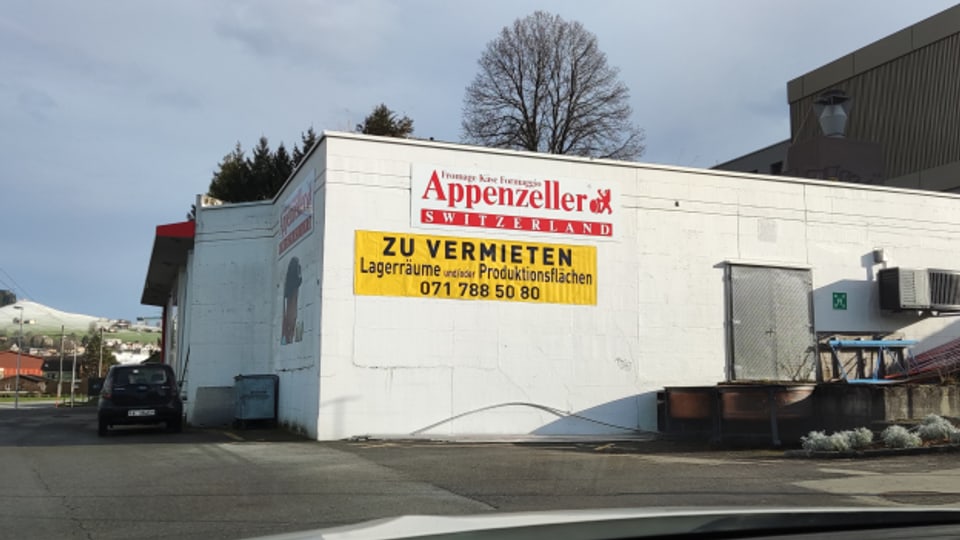 Fromage Käse Formaggio
Appenzeller
SWITZERLAND
ZU VERMIETEN
Lagerräume und/oder Produktionsflächen
071 788 50 80